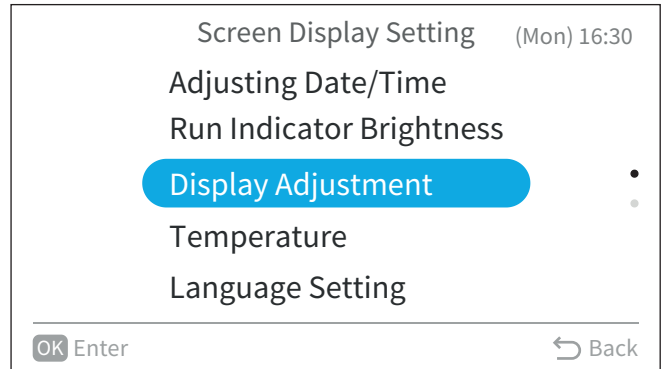 Screen Display Setting (Mon) 16:30
Adjusting Date/Time
Run Indicator Brightness
Display Adjustment
Temperature
Language Setting
OK Enter Back